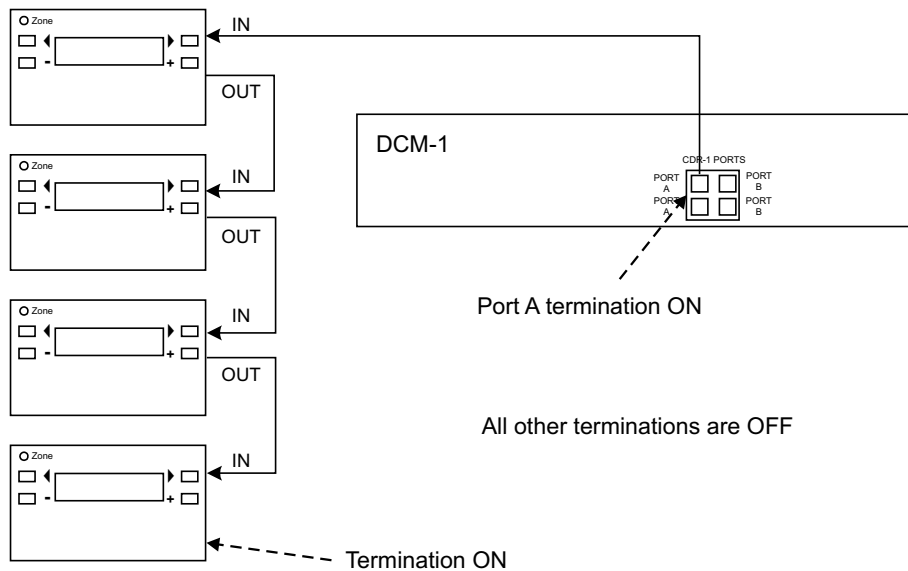 Zone
IN
- +
OUT
DCM-1
CDR-1 PORTS
PORT A
PORT B
PORT A
PORT B
Zone
IN
- +
OUT
Port A termination ON
Zone
IN
- +
OUT
All other terminations are OFF
Zone
IN
- +
Termination ON